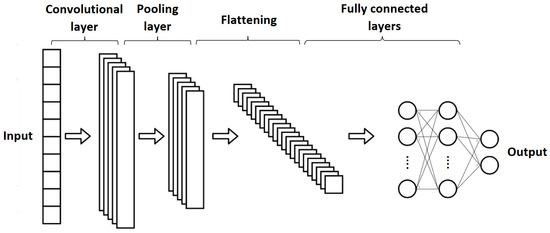 Convolutional
layer
Pooling
layer
Flattening
Fully connected
layers
Input
Output